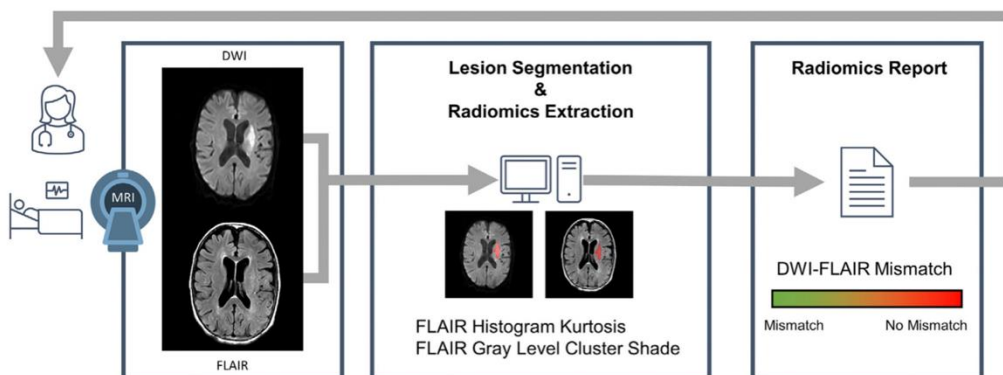 DWI
MRI
FLAIR
Lesion Segmentation
&
Radiomics Extraction
FLAIR Histogram Kurtosis
FLAIR Gray Level Cluster Shade
Radiomics Report
DWI-FLAIR Mismatch
Mismatch
No Mismatch